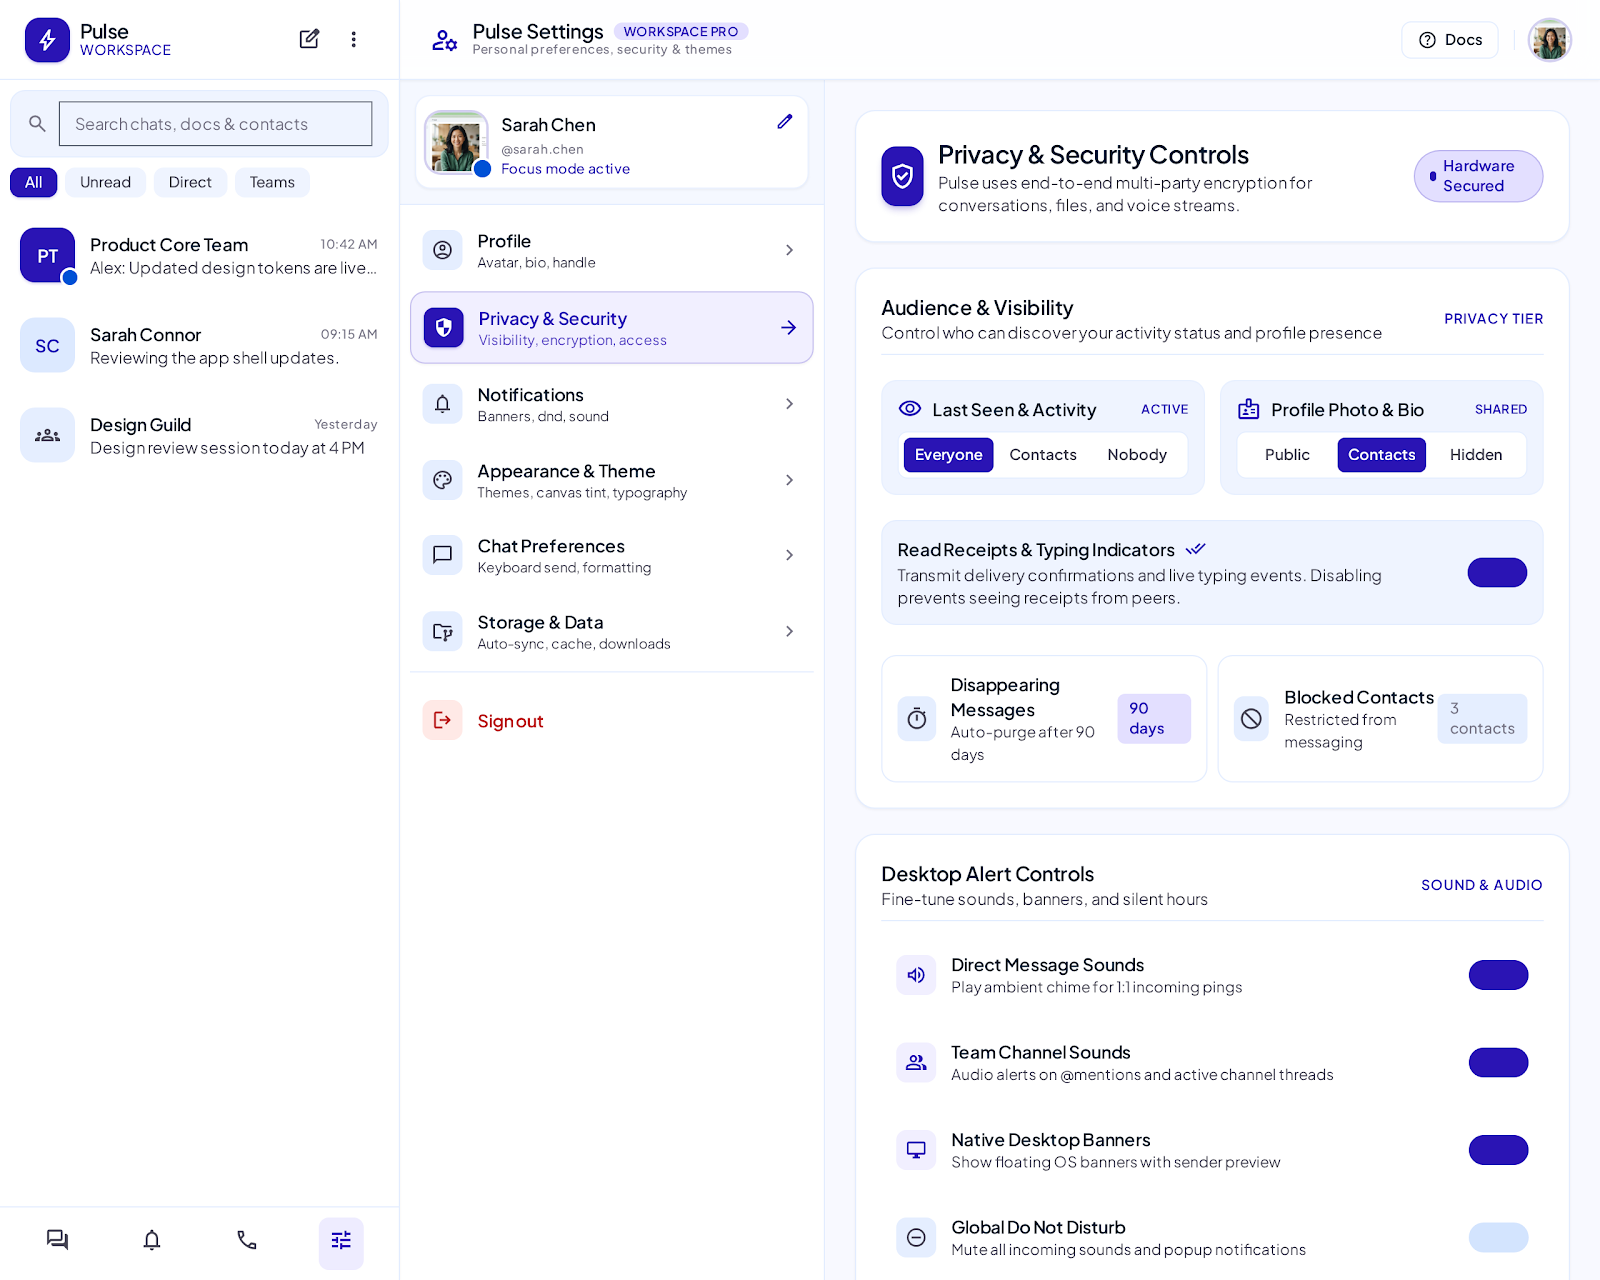 Pulse
WORKSPACE
Search chats, docs & contacts
All
Unread
Direct
Teams
PT
Product Core Team
10:42 AM
Alex: Updated design tokens are live...
SC
Sarah Connor
09:15 AM
Reviewing the app shell updates.
Design Guild
Yesterday
Design review session today at 4 PM
Pulse Settings
WORKSPACE PRO
Personal preferences, security & themes
Docs
Sarah Chen
@sarah.chen
Focus mode active
Profile
Avatar, bio, handle
Privacy & Security
Visibility, encryption, access
Notifications
Banners, dnd, sound
Appearance & Theme
Themes, canvas tint, typography
Chat Preferences
Keyboard send, formatting
Storage & Data
Auto-sync, cache, downloads
Sign out
Privacy & Security Controls
Pulse uses end-to-end multi-party encryption for
conversations, files, and voice streams.
Hardware
Secured
Audience & Visibility
Control who can discover your activity status and profile presence
PRIVACY TIER
Last Seen & Activity
ACTIVE
Everyone
Contacts
Nobody
Profile Photo & Bio
SHARED
Public
Contacts
Hidden
Read Receipts & Typing Indicators
Transmit delivery confirmations and live typing events. Disabling
prevents seeing receipts from peers.
Disappearing
Messages
Auto-purge after 90
days
90
days
Blocked Contacts
Restricted from
messaging
3
contacts
Desktop Alert Controls
Fine-tune sounds, banners, and silent hours
SOUND & AUDIO
Direct Message Sounds
Play ambient chime for 1:1 incoming pings
Team Channel Sounds
Audio alerts on @mentions and active channel threads
Native Desktop Banners
Show floating OS banners with sender preview
Global Do Not Disturb
Mute all incoming sounds and popup notifications